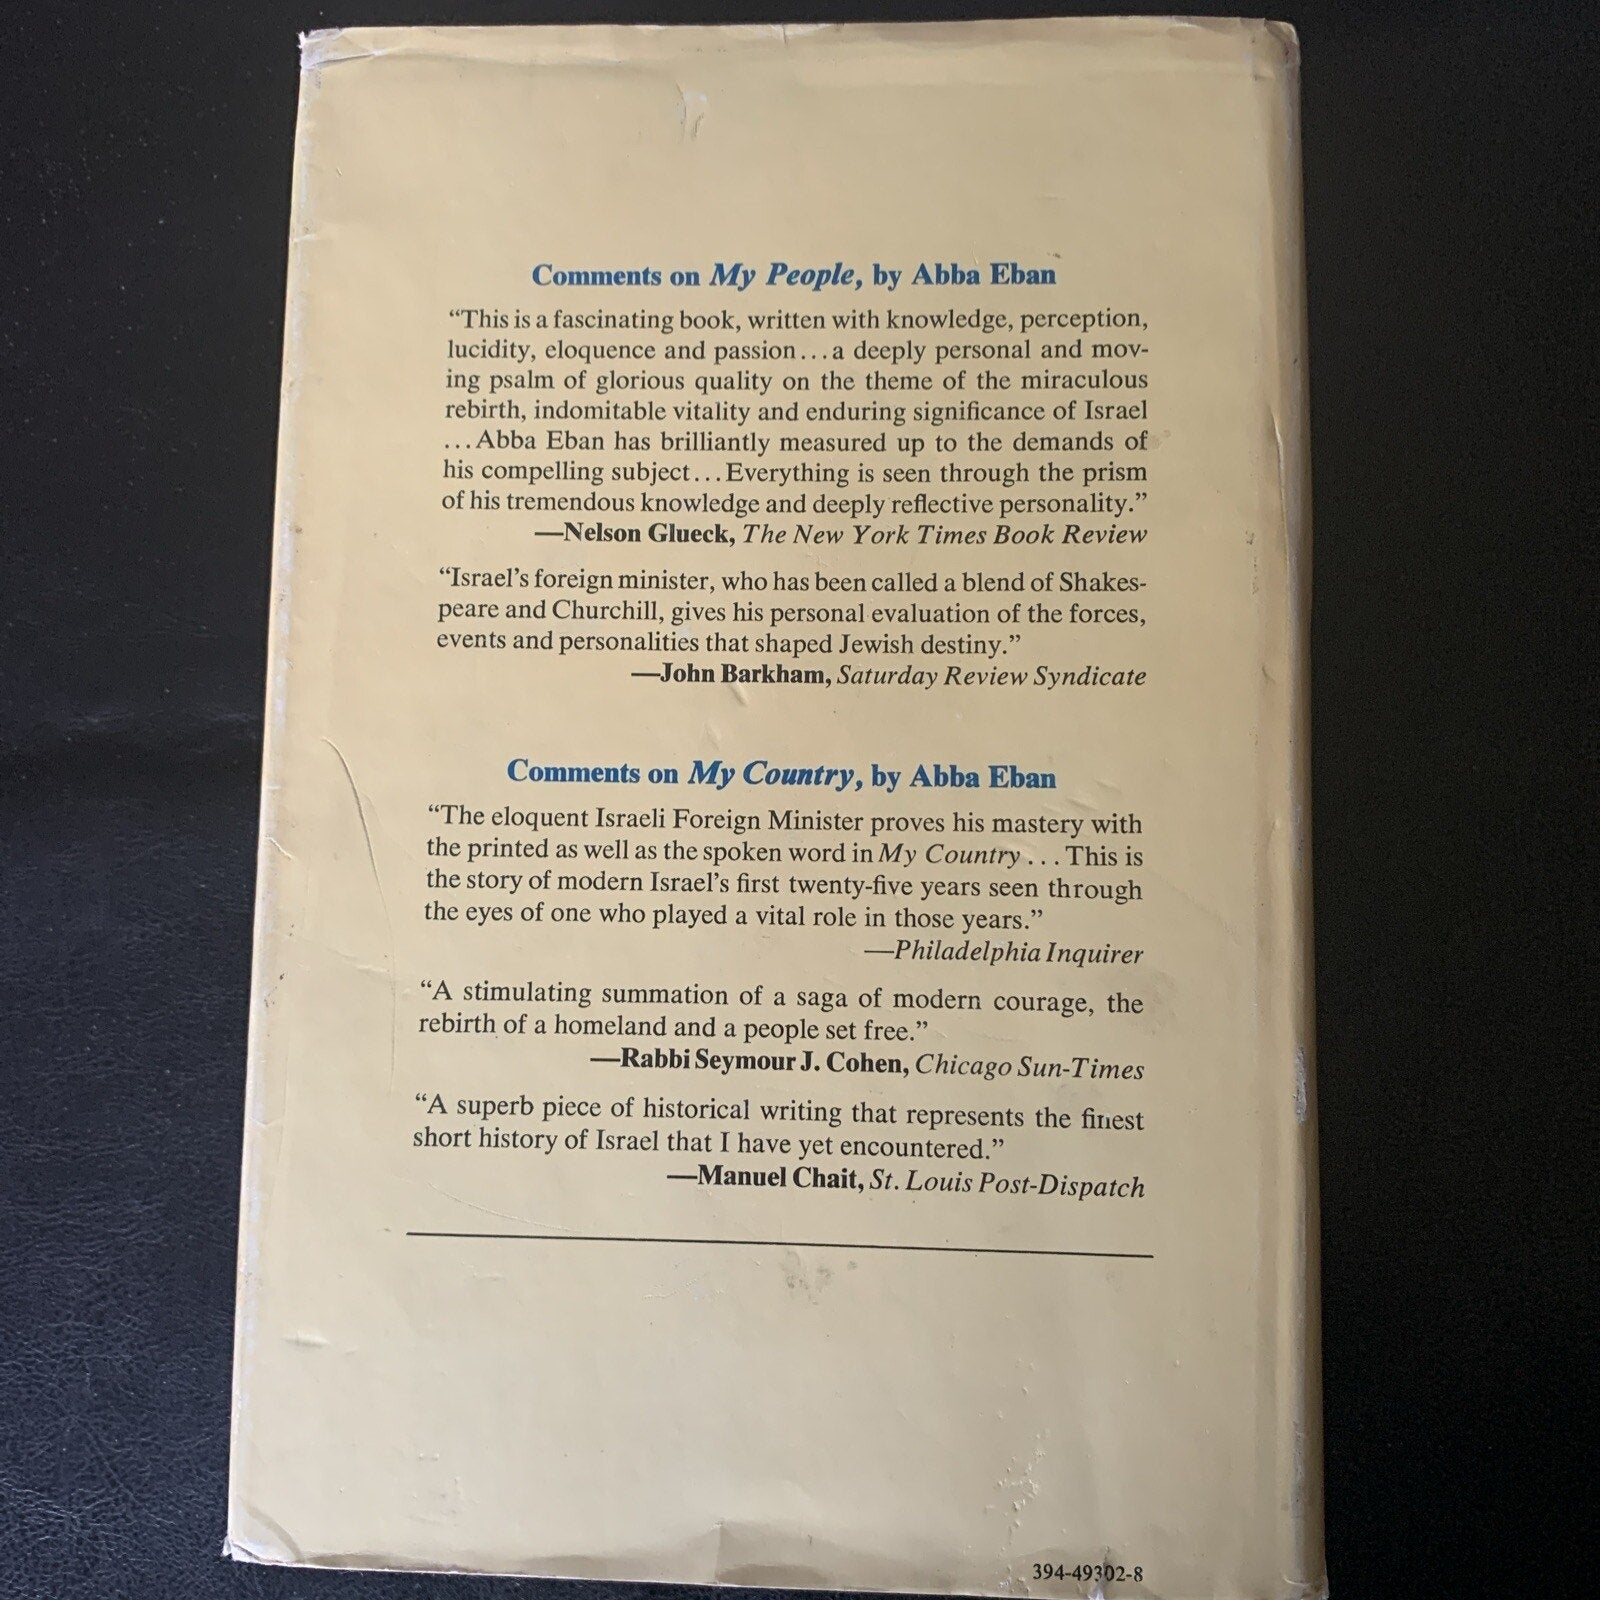 Comments on My People, by Abba Eban
“This is a fascinating book, written with knowledge, perception,
lucidity, eloquence and passion...a deeply personal and mov-
ing psalm of glorious quality on the theme of the miraculous
rebirth, indomitable vitality and enduring significance of Israel
...Abba Eban has brilliantly measured up to the demands of
his compelling subject...Everything is seen through the prism
of his tremendous knowledge and deeply reflective personality.”
—Nelson Glueck, The New York Times Book Review
“Israel’s foreign minister, who has been called a blend of Shakes-
peare and Churchill, gives his personal evaluation of the forces,
events and personalities that shaped Jewish destiny.”
—John Barkham, Saturday Review Syndicate
Comments on My Country, by Abba Eban
“The eloquent Israeli Foreign Minister proves his mastery with
the printed as well as the spoken word in My Country ... This is
the story of modern Israel’s first twenty-five years seen through
the eyes of one who played a vital role in those years.”
—Philadelphia Inquirer
“A stimulating summation of a saga of modern courage, the
rebirth of a homeland and a people set free.”
—Rabbi Seymour J. Cohen, Chicago Sun-Times
“A superb piece of historical writing that represents the finest
short history of Israel that I have yet encountered.”
—Manuel Chait, St. Louis Post-Dispatch
394-49302-8